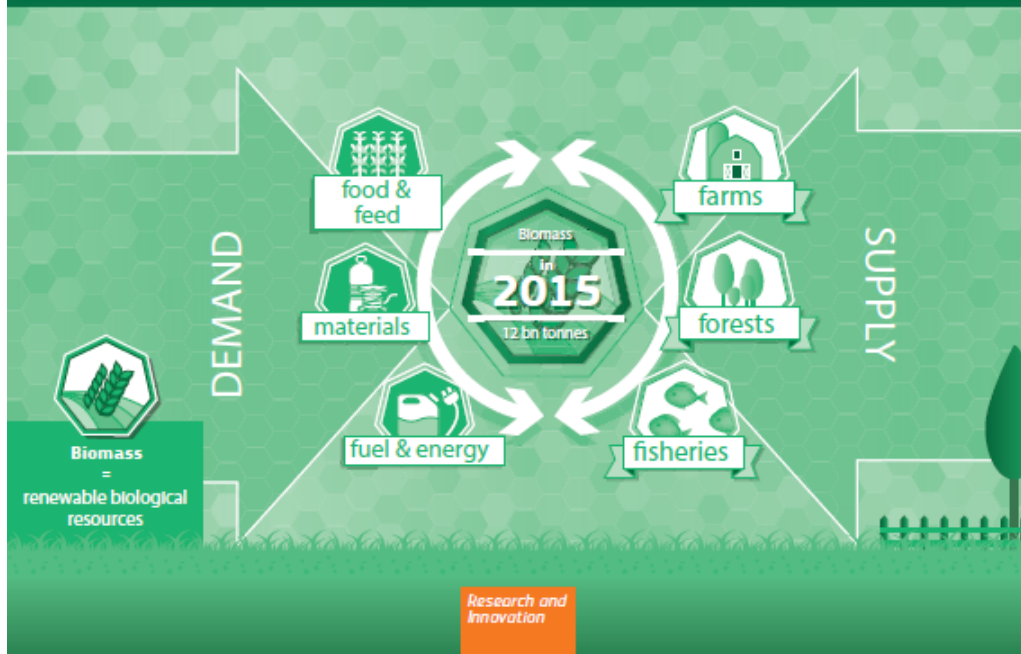 DEMAND
food &
feed
materials
fuel & energy
Biomass
in
2015
12 bn tonnes
farms
forests
fisheries
SUPPLY
Biomass
=
renewable biological
resources
Research and
Innovation